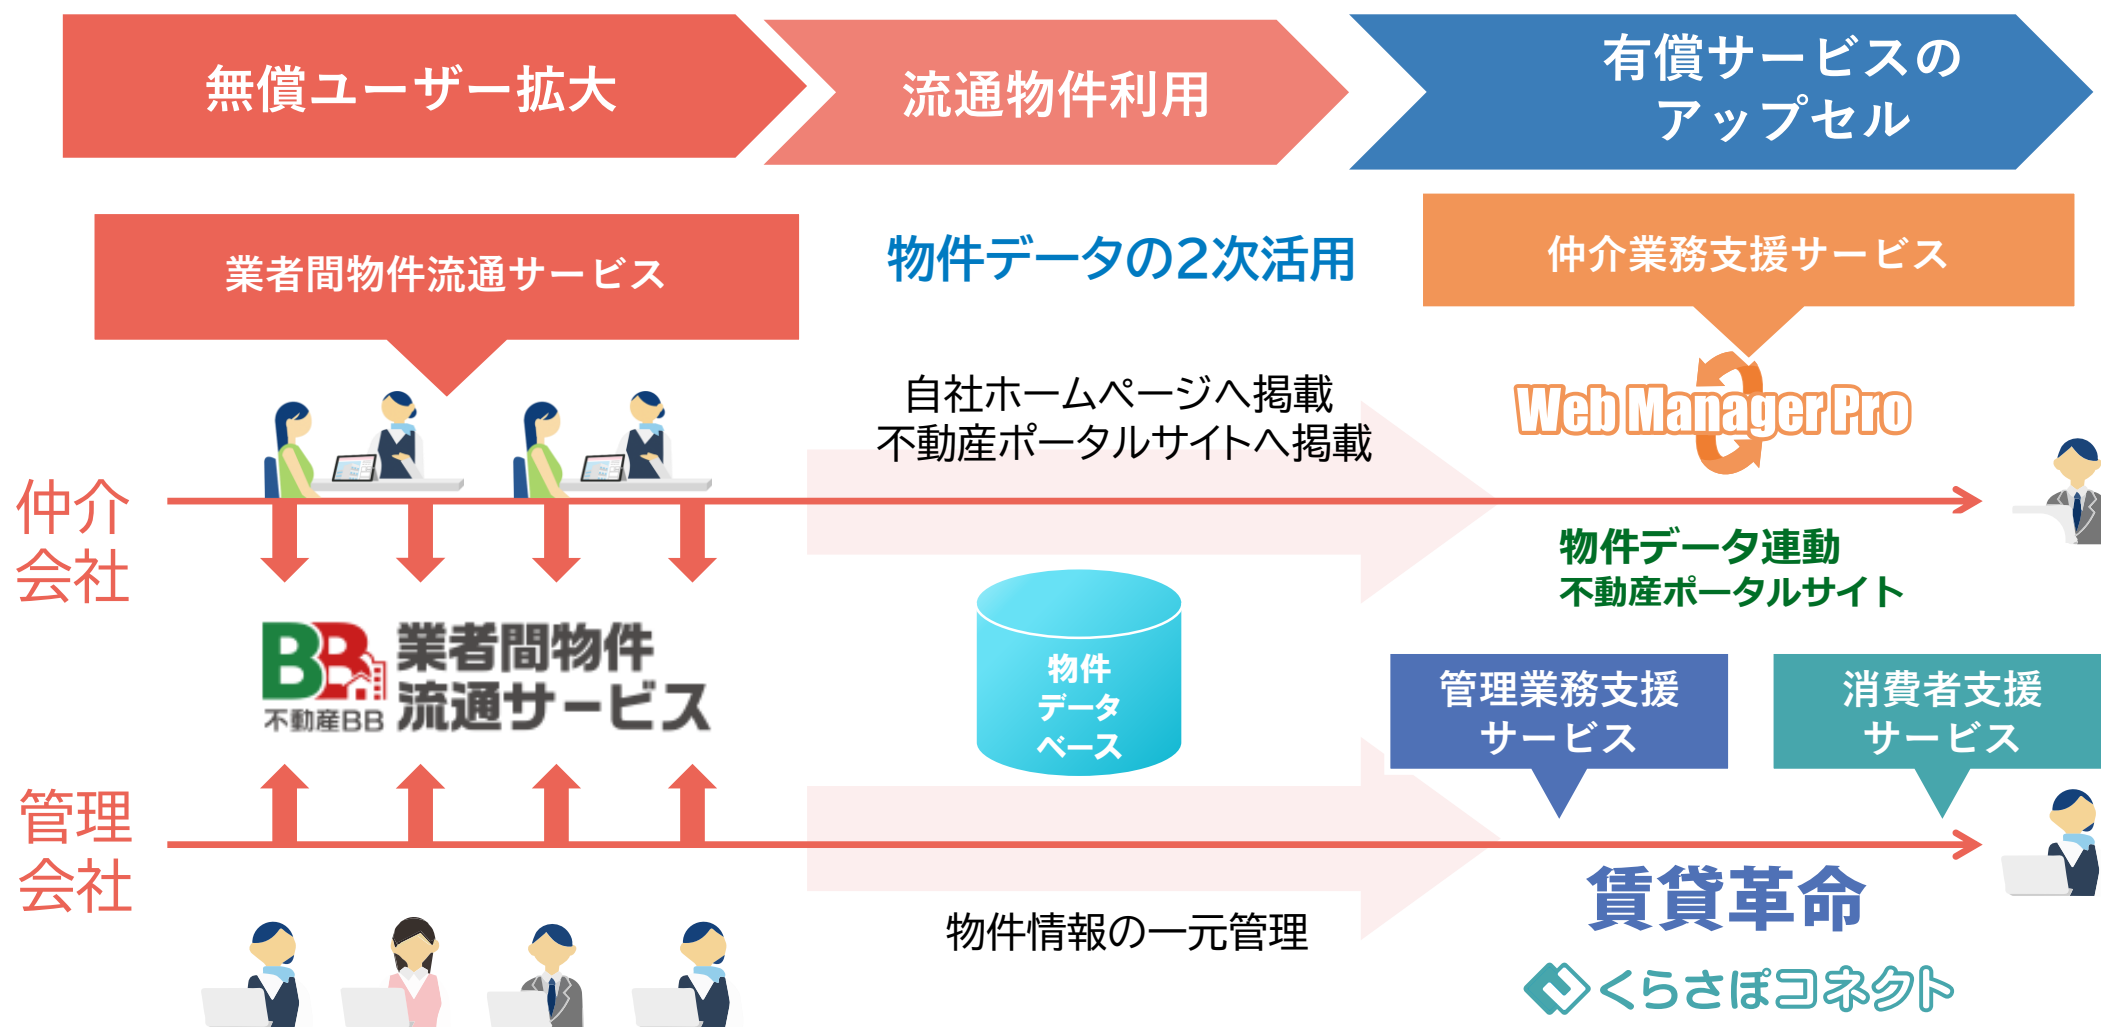 無償ユーザー拡大
流通物件利用
有償サービスの
アップセル
業者間物件流通サービス
物件データの2次活用
仲介業務支援サービス
自社ホームページへ掲載
不動産ポータルサイトへ掲載
Web Manager Pro
仲介
会社
物件データ連動
不動産ポータルサイト
BB
不動産BB
業者間物件
流通サービス
物件
データ
ベース
管理業務支援
サービス
消費者支援
サービス
管理
会社
賃貸革命
物件情報の一元管理
くらさぽコネクト